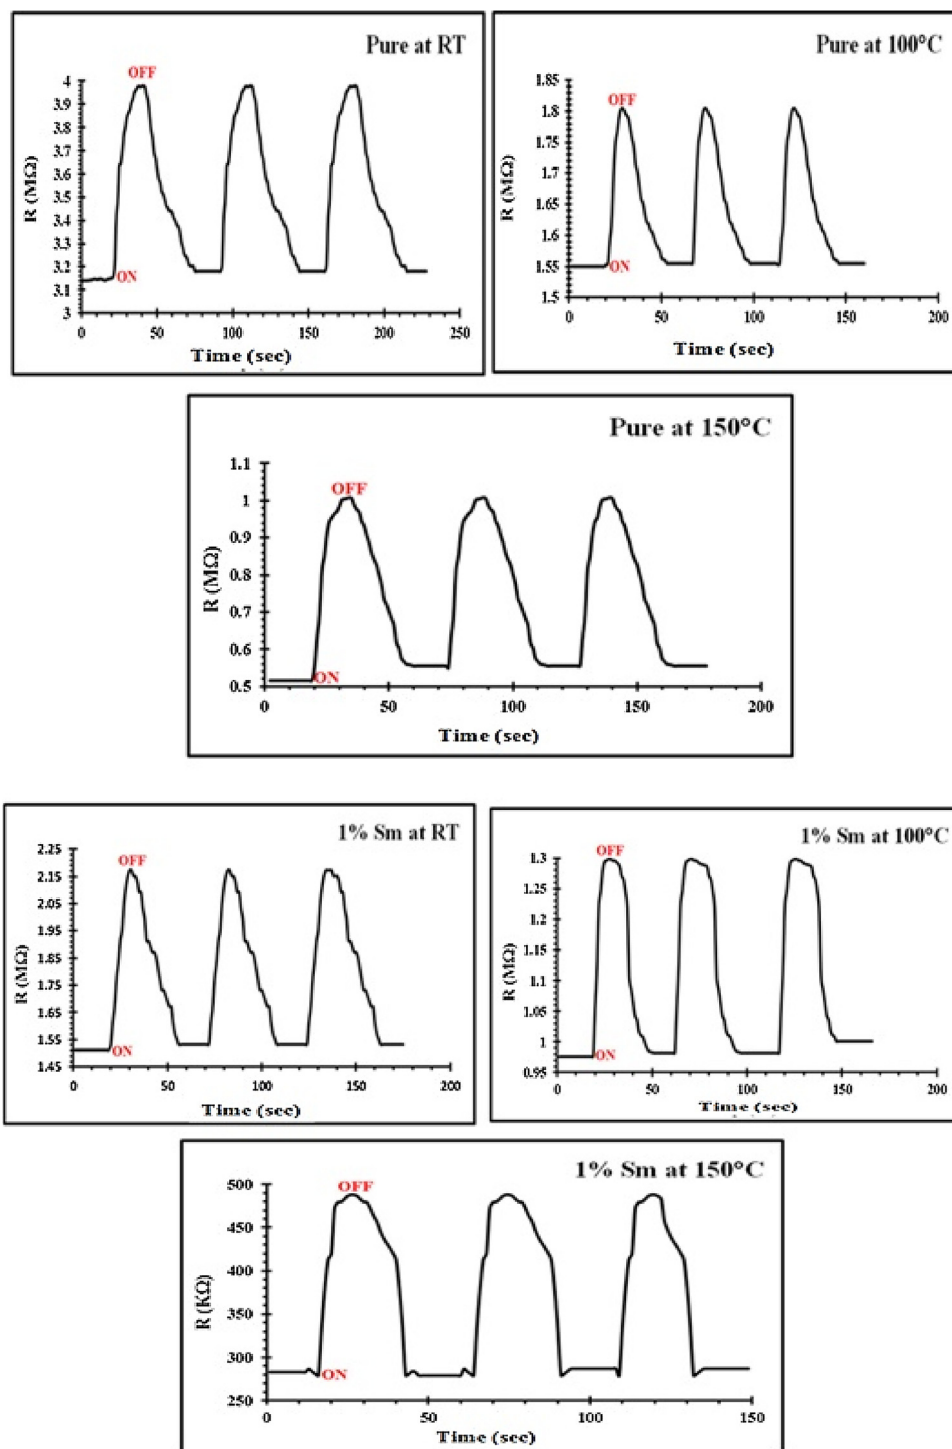 Pure at RT
OFF
4
3.9
3.8
3.7
3.6
3.5
3.4
3.3
3.2
3.1
3
R (MΩ)
ON
0 50 100 150 200 250
Time (sec)
Pure at 100°C
1.85
1.8
1.75
1.7
1.65
1.6
1.55
1.5
OFF
R (MΩ)
ON
0 50 100 150 200
Time (sec)
Pure at 150°C
1.1
1
0.9
0.8
0.7
0.6
0.5
OFF
R (MΩ)
ON
0 50 100 150 200
Time (sec)
1% Sm at RT
2.25
2.15
2.05
1.95
1.85
1.75
1.65
1.55
1.45
OFF
R (MΩ)
ON
0 50 100 150 200
Time (sec)
1% Sm at 100°C
OFF
1.3
1.25
1.2
1.15
1.1
1.05
1
0.95
R (MΩ)
ON
0 50 100 150 200
Time (sec)
1% Sm at 150°C
OFF
500
450
400
350
300
250
R (KΩ)
ON
0 50 100 150
Time (sec)